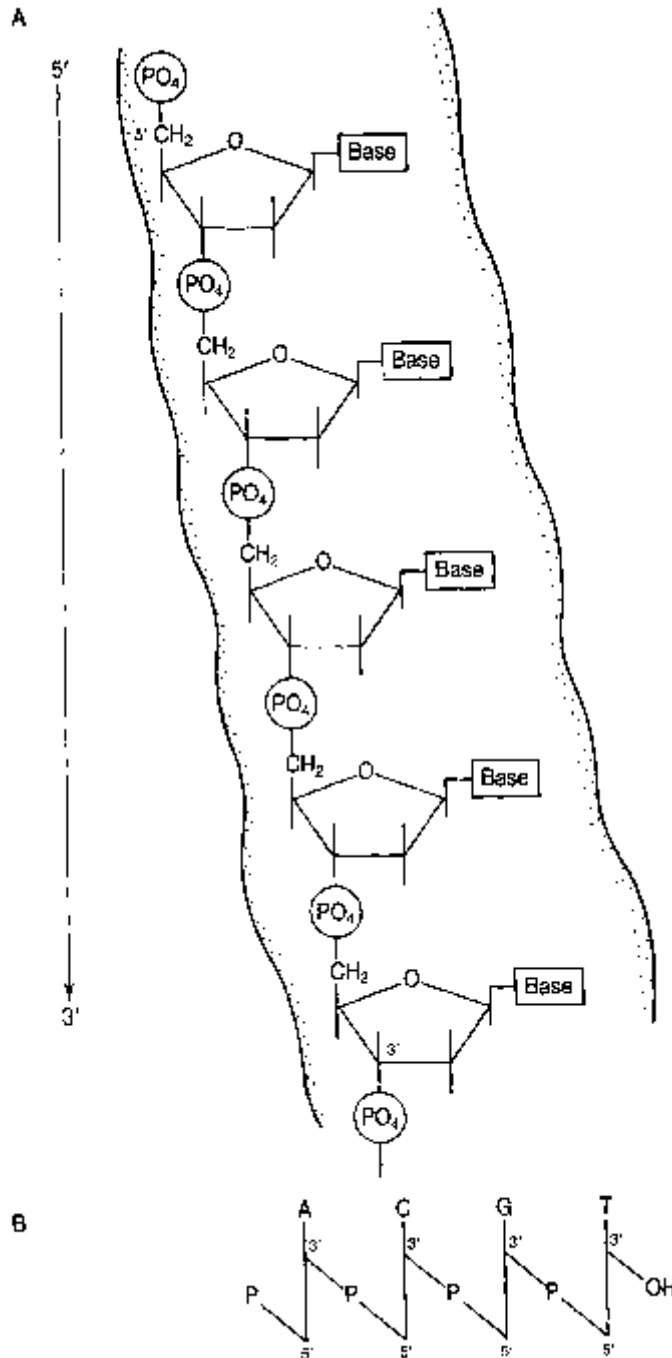 A
5'
PO4
5' CH2
O
Base
PO4
CH2
O
Base
PO4
CH2
O
Base
PO4
CH2
O
Base
PO4
CH2
O
Base
3'
3'
PO4
B
A C G T
3' 3' 3' 3'
P P P P OH
5' 5' 5' 5'